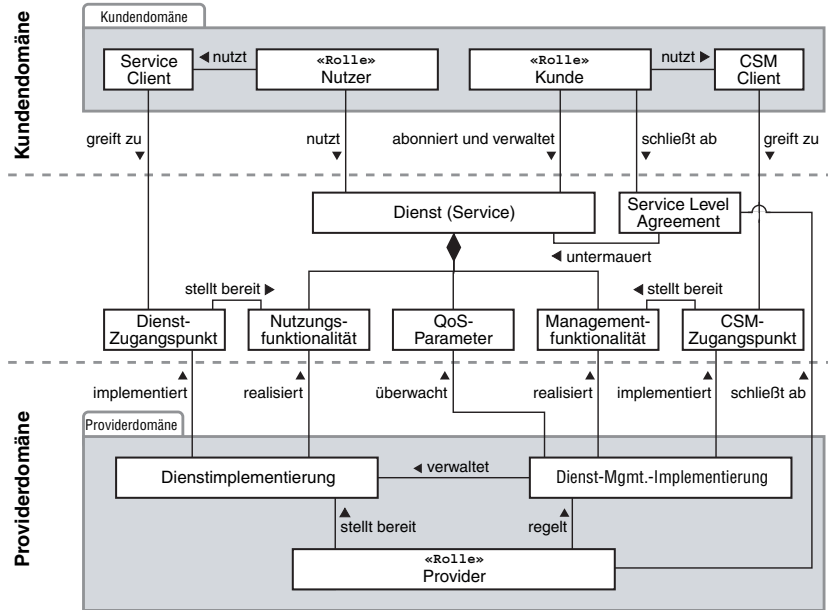 Kundendomäne
Kundendomäne
Service
Client
nutzt
«Rolle»
Nutzer
«Rolle»
Kunde
nutzt
CSM
Client
greift zu
nutzt
abonniert und verwaltet
schließt ab
greift zu
Dienst (Service)
Service Level
Agreement
untermauert
stellt bereit
stellt bereit
Dienst-
Zugangspunkt
Nutzungs-
funktionalität
QoS-
Parameter
Management-
funktionalität
CSM-
Zugangspunkt
implementiert
realisiert
überwacht
realisiert
implementiert
schließt ab
Providerdomäne
Providerdomäne
Dienstimplementierung
verwaltet
Dienst-Mgmt.-Implementierung
stellt bereit
regelt
«Rolle»
Provider